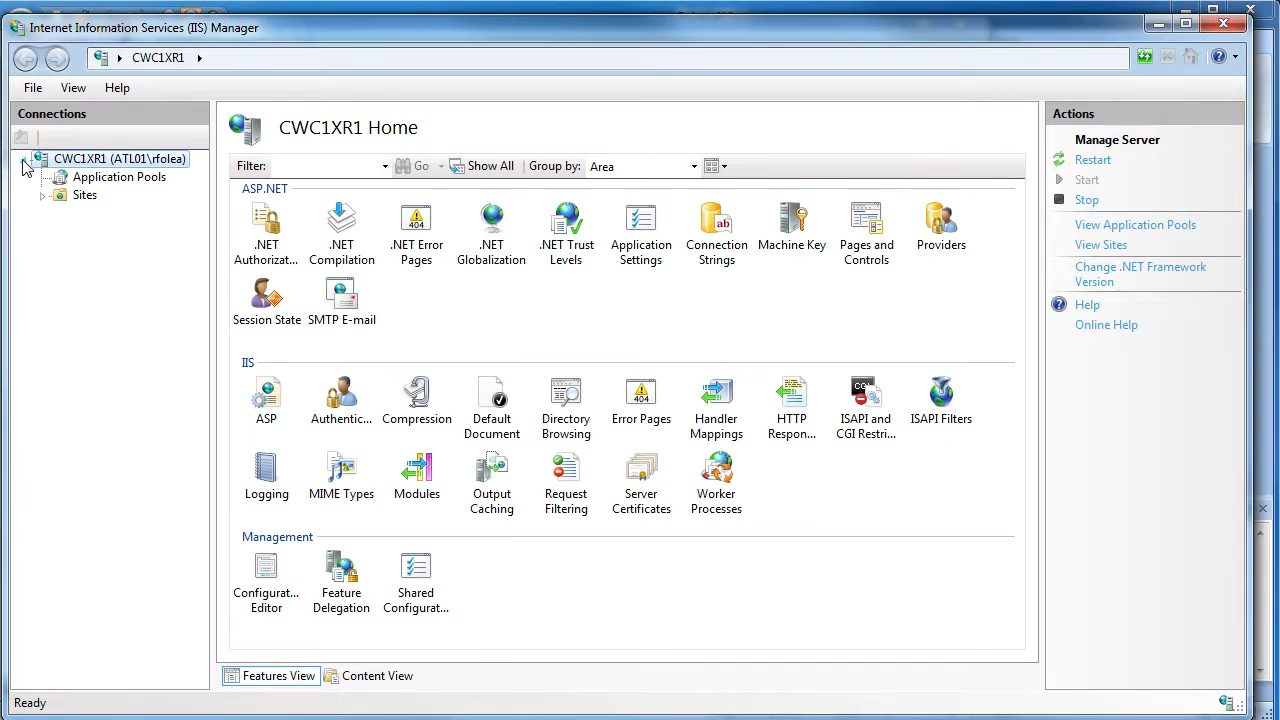 Internet Information Services (IIS) Manager
CWC1XR1
File View Help
Connections
CWC1XR1 (ATL01\rfolea)
Application Pools
Sites
CWC1XR1 Home
Filter: Go Show All Group by: Area
ASP.NET
.NET Authorizat...
.NET Compilation
.NET Error Pages
.NET Globalization
.NET Trust Levels
Application Settings
Connection Strings
Machine Key
Pages and Controls
Providers
Session State
SMTP E-mail
IIS
ASP
Authentic...
Compression
Default Document
Directory Browsing
Error Pages
Handler Mappings
HTTP Respon...
ISAPI and CGI Restri...
ISAPI Filters
Logging
MIME Types
Modules
Output Caching
Request Filtering
Server Certificates
Worker Processes
Management
Configurat... Editor
Feature Delegation
Shared Configurat...
Features View
Content View
Actions
Manage Server
Restart
Start
Stop
View Application Pools
View Sites
Change .NET Framework
Version
Help
Online Help
Ready